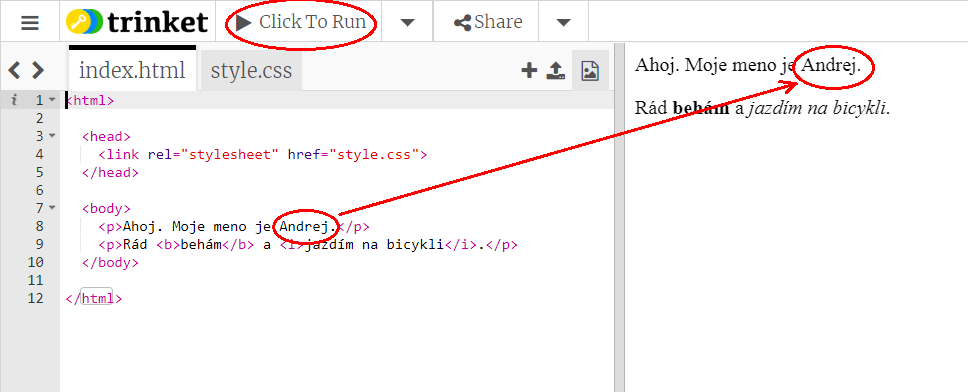 trinket Click To Run Share
index.html style.css
i 1 <html>
2
3 <head>
4 <link rel="stylesheet" href="style.css">
5 </head>
6
7 <body>
8 <p>Ahoj. Moje meno je Andrej.</p>
9 <p>Rád <b>behám</b> a <i>jazdím na bicykli</i>.</p>
10 </body>
11
12 </html>
Ahoj. Moje meno je Andrej.
Rád behám a jazdím na bicykli.